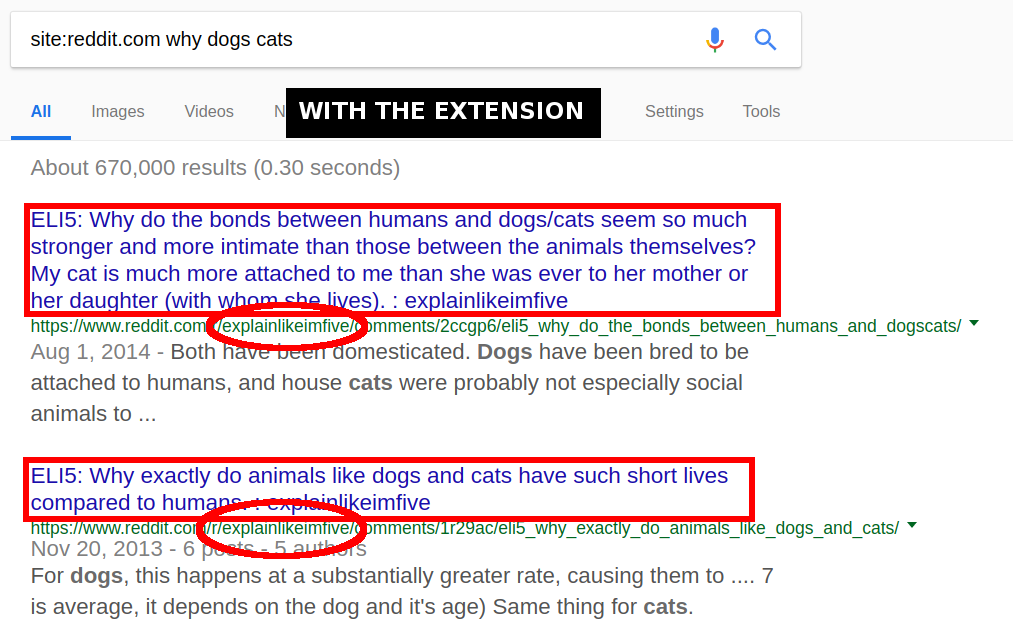 site:reddit.com why dogs cats
All Images Videos N WITH THE EXTENSION Settings Tools
About 670,000 results (0.30 seconds)
ELI5: Why do the bonds between humans and dogs/cats seem so much
stronger and more intimate than those between the animals themselves?
My cat is much more attached to me than she was ever to her mother or
her daughter (with whom she lives). : explainlikeimfive
https://www.reddit.com/r/explainlikeimfive/comments/2ccgp6/eli5_why_do_the_bonds_between_humans_and_dogscats/
Aug 1, 2014 - Both have been domesticated. Dogs have been bred to be
attached to humans, and house cats were probably not especially social
animals to ...
ELI5: Why exactly do animals like dogs and cats have such short lives
compared to humans. : explainlikeimfive
https://www.reddit.com/r/explainlikeimfive/comments/1r29ac/eli5_why_exactly_do_animals_like_dogs_and_cats/
Nov 20, 2013 - 6 posts - 5 authors
For dogs, this happens at a substantially greater rate, causing them to .... 7
is average, it depends on the dog and it's age) Same thing for cats.